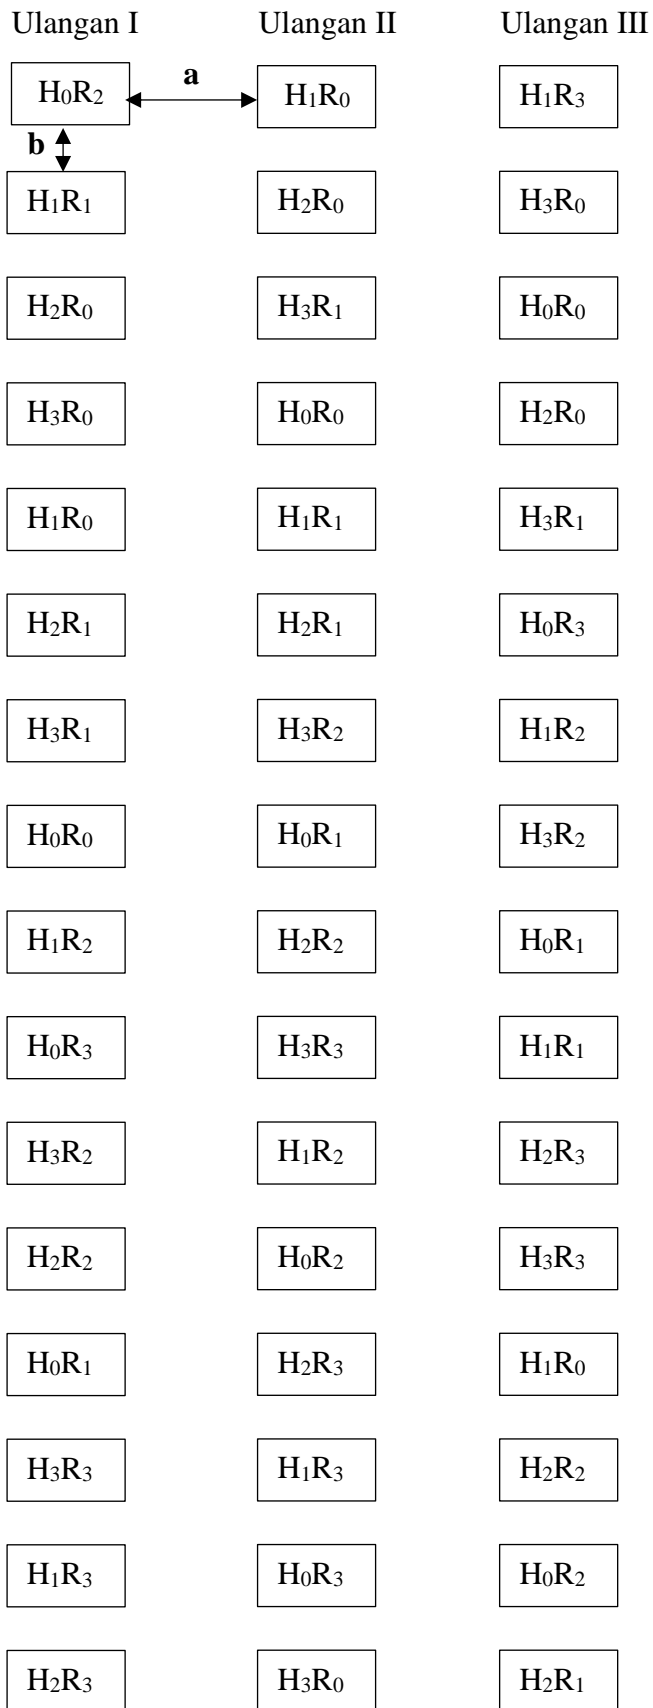 Ulangan I Ulangan II Ulangan III
H₀R₂ a H₁R₀ H₁R₃
b
H₁R₁ H₂R₀ H₃R₀
H₂R₀ H₃R₁ H₀R₀
H₃R₀ H₀R₀ H₂R₀
H₁R₀ H₁R₁ H₃R₁
H₂R₁ H₂R₁ H₀R₃
H₃R₁ H₃R₂ H₁R₂
H₀R₀ H₀R₁ H₃R₂
H₁R₂ H₂R₂ H₀R₁
H₀R₃ H₃R₃ H₁R₁
H₃R₂ H₁R₂ H₂R₃
H₂R₂ H₀R₂ H₃R₃
H₀R₁ H₂R₃ H₁R₀
H₃R₃ H₁R₃ H₂R₂
H₁R₃ H₀R₃ H₀R₂
H₂R₃ H₃R₀ H₂R₁